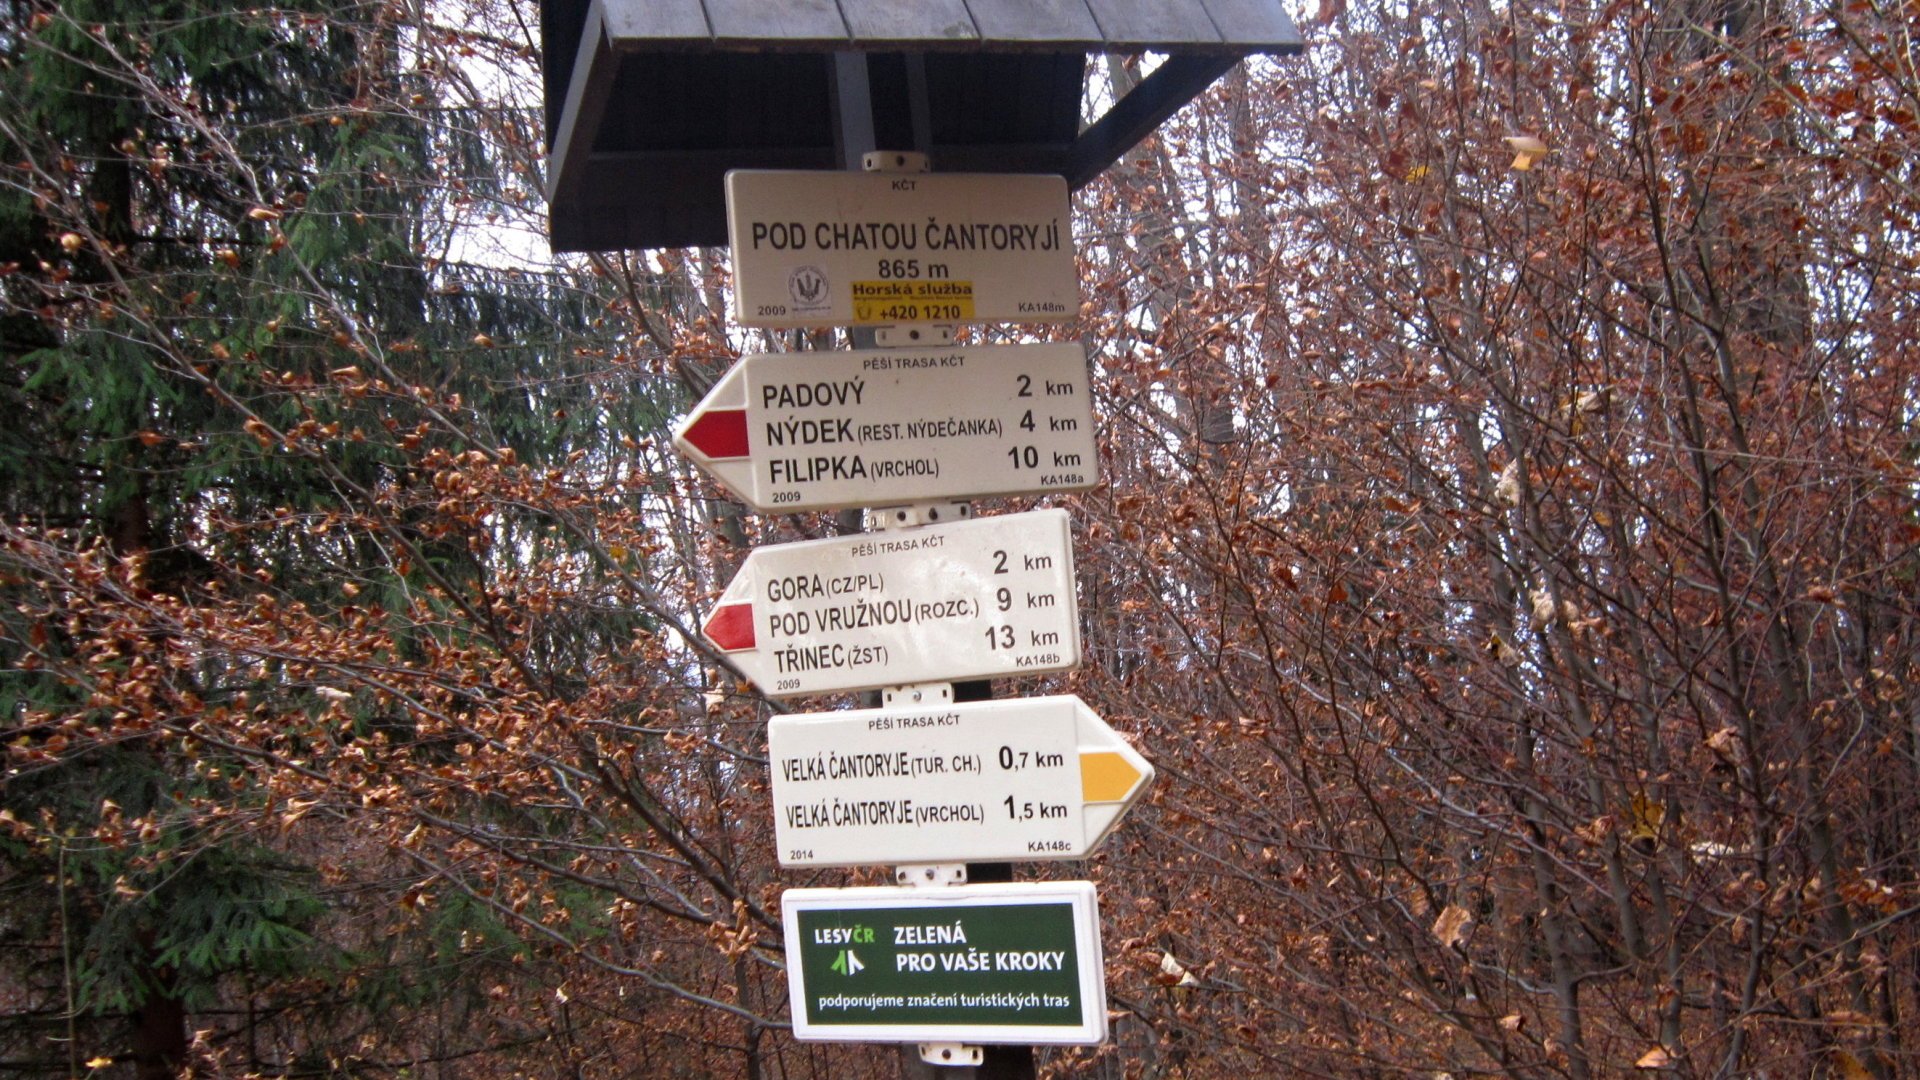 KČT
POD CHATOU ČANTORYJÍ
865 m
Horská služba
+420 1210
2009
KA148m
PĚŠÍ TRASA KČT
PADOVÝ 2 km
NÝDEK (REST. NÝDEČANKA) 4 km
FILIPKA (VRCHOL) 10 km
2009 KA148a
PĚŠÍ TRASA KČT
GORA (CZ/PL) 2 km
POD VRUŽNOU (ROZC.) 9 km
TŘINEC (ŽST) 13 km
2009 KA148b
PĚŠÍ TRASA KČT
VELKÁ ČANTORYJE (TUR. CH.) 0,7 km
VELKÁ ČANTORYJE (VRCHOL) 1,5 km
2014 KA148c
LESYČR ZELENÁ
PRO VAŠE KROKY
podporujeme značení turistických tras